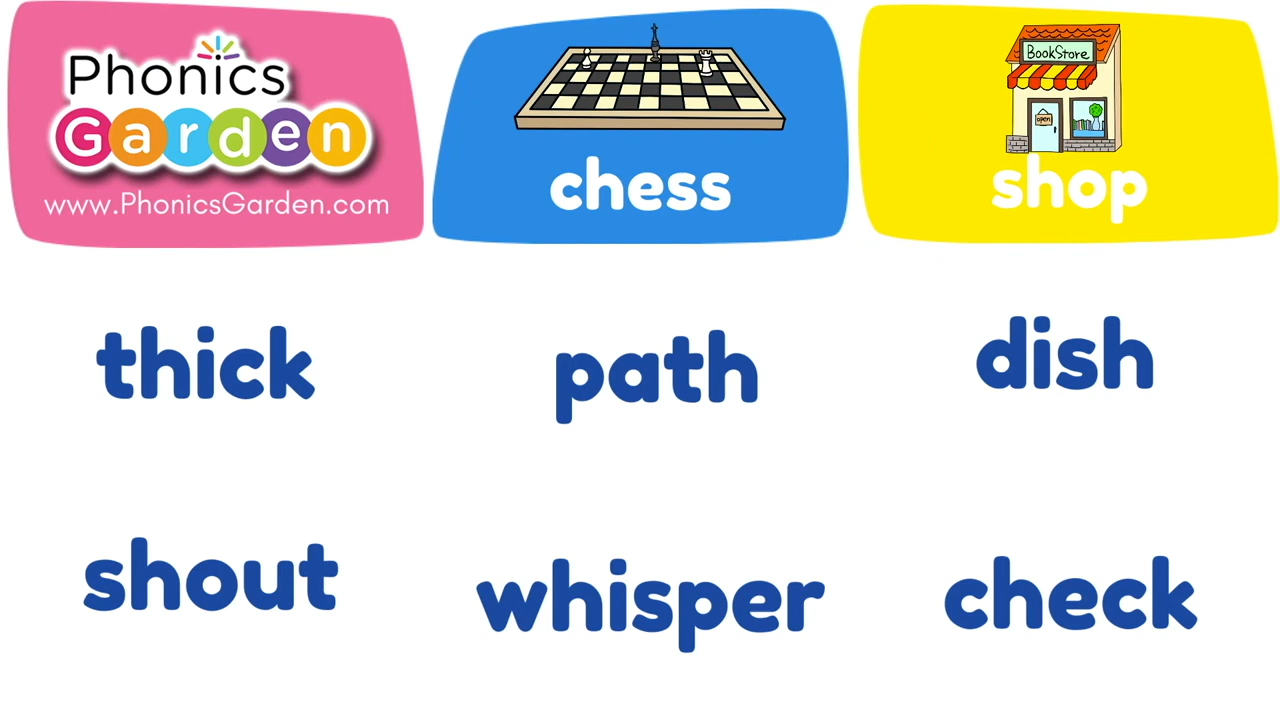 Phonics
Garden
www.PhonicsGarden.com
chess
BookStore
open
shop
thick
path
dish
shout
whisper
check